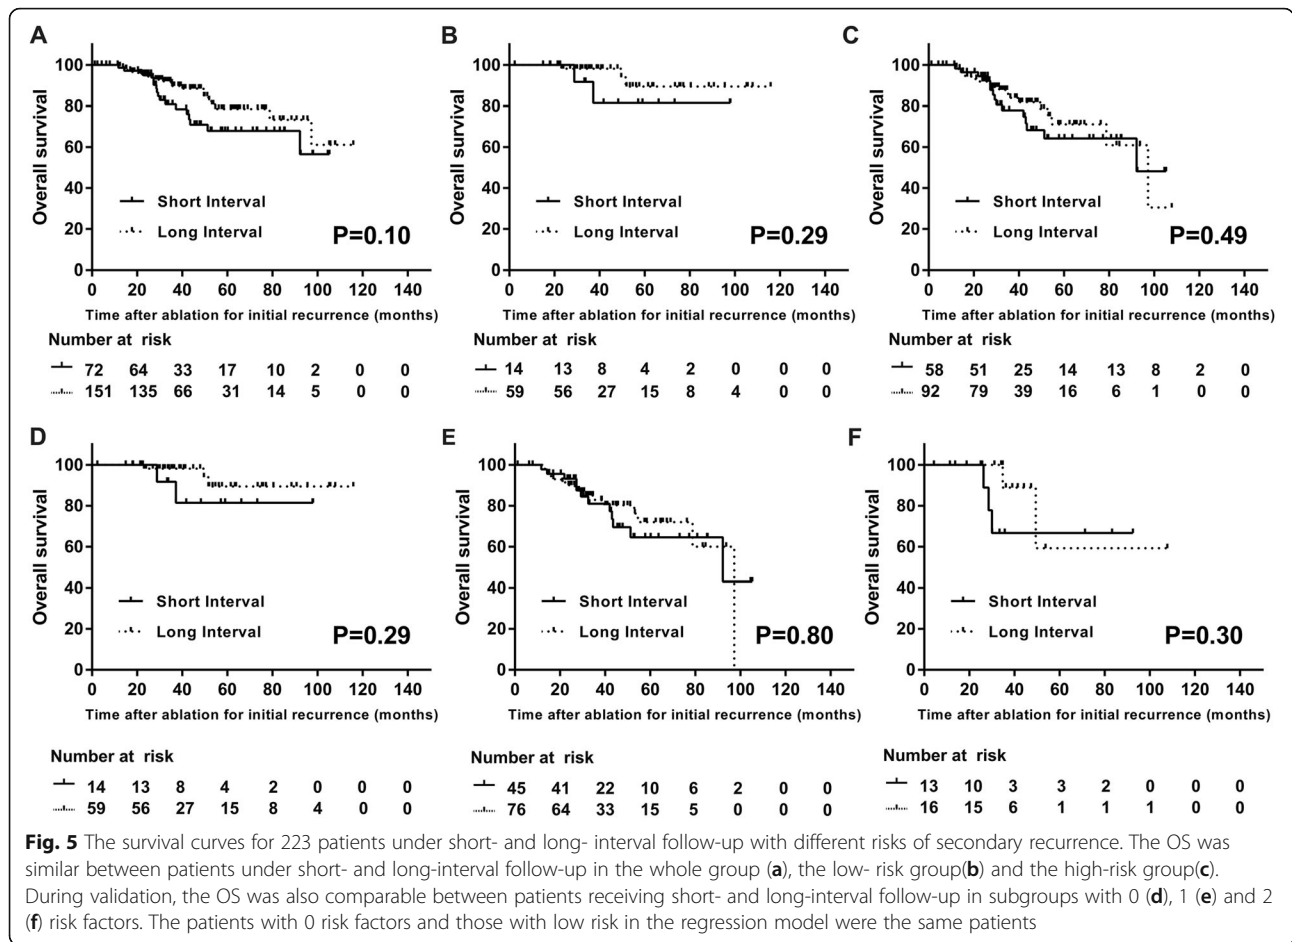 A
B
C
100
80
60
40
20
0
Overall survival
Short Interval
Long Interval
P=0.10
0 20 40 60 80 100 120 140
Time after ablation for initial recurrence (months)
Number at risk
72 64 33 17 10 2 0 0
151 135 66 31 14 5 0 0
100
80
60
40
20
0
Overall survival
Short Interval
Long Interval
P=0.29
0 20 40 60 80 100 120 140
Time after ablation for initial recurrence (months)
Number at risk
14 13 8 4 2 0 0 0
59 56 27 15 8 4 0 0
100
80
60
40
20
0
Overall survival
Short Interval
Long Interval
P=0.49
0 20 40 60 80 100 120 140
Time after ablation for initial recurrence (months)
Number at risk
58 51 25 14 13 8 2 0
92 79 39 16 6 1 0 0
D
E
F
100
80
60
40
20
0
Overall survival
Short Interval
Long Interval
P=0.29
0 20 40 60 80 100 120 140
Time after ablation for initial recurrence (months)
Number at risk
14 13 8 4 2 0 0 0
59 56 27 15 8 4 0 0
100
80
60
40
20
0
Overall survival
Short Interval
Long Interval
P=0.80
0 20 40 60 80 100 120 140
Time after ablation for initial recurrence (months)
Number at risk
45 41 22 10 6 2 0 0
76 64 33 15 5 0 0 0
100
80
60
40
20
0
Overall survival
Short Interval
Long Interval
P=0.30
0 20 40 60 80 100 120 140
Time after ablation for initial recurrence (months)
Number at risk
13 10 3 3 2 0 0 0
16 15 6 1 1 1 0 0
Fig. 5 The survival curves for 223 patients under short- and long- interval follow-up with different risks of secondary recurrence. The OS was
similar between patients under short- and long-interval follow-up in the whole group (a), the low- risk group(b) and the high-risk group(c).
During validation, the OS was also comparable between patients receiving short- and long-interval follow-up in subgroups with 0 (d), 1 (e) and 2
(f) risk factors. The patients with 0 risk factors and those with low risk in the regression model were the same patients